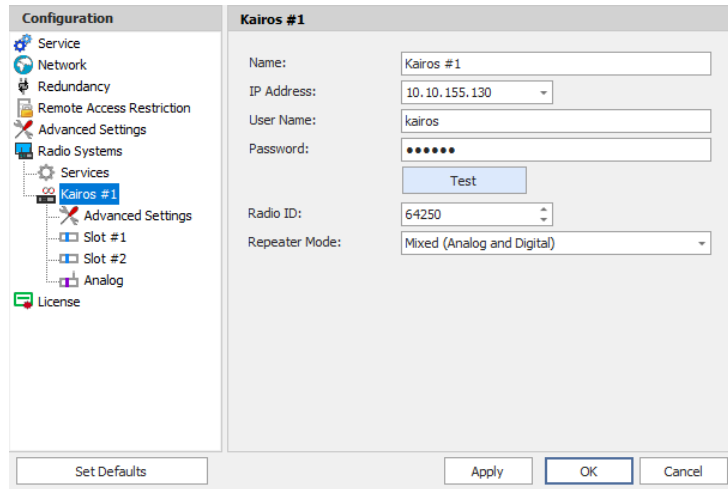 Configuration
Service
Network
Redundancy
Remote Access Restriction
Advanced Settings
Radio Systems
Services
Kairos #1
Advanced Settings
Slot #1
Slot #2
Analog
License
Kairos #1
Name: Kairos #1
IP Address: 10.10.155.130
User Name: kairos
Password: ●●●●●●
Test
Radio ID: 64250
Repeater Mode: Mixed (Analog and Digital)
Set Defaults
Apply
OK
Cancel